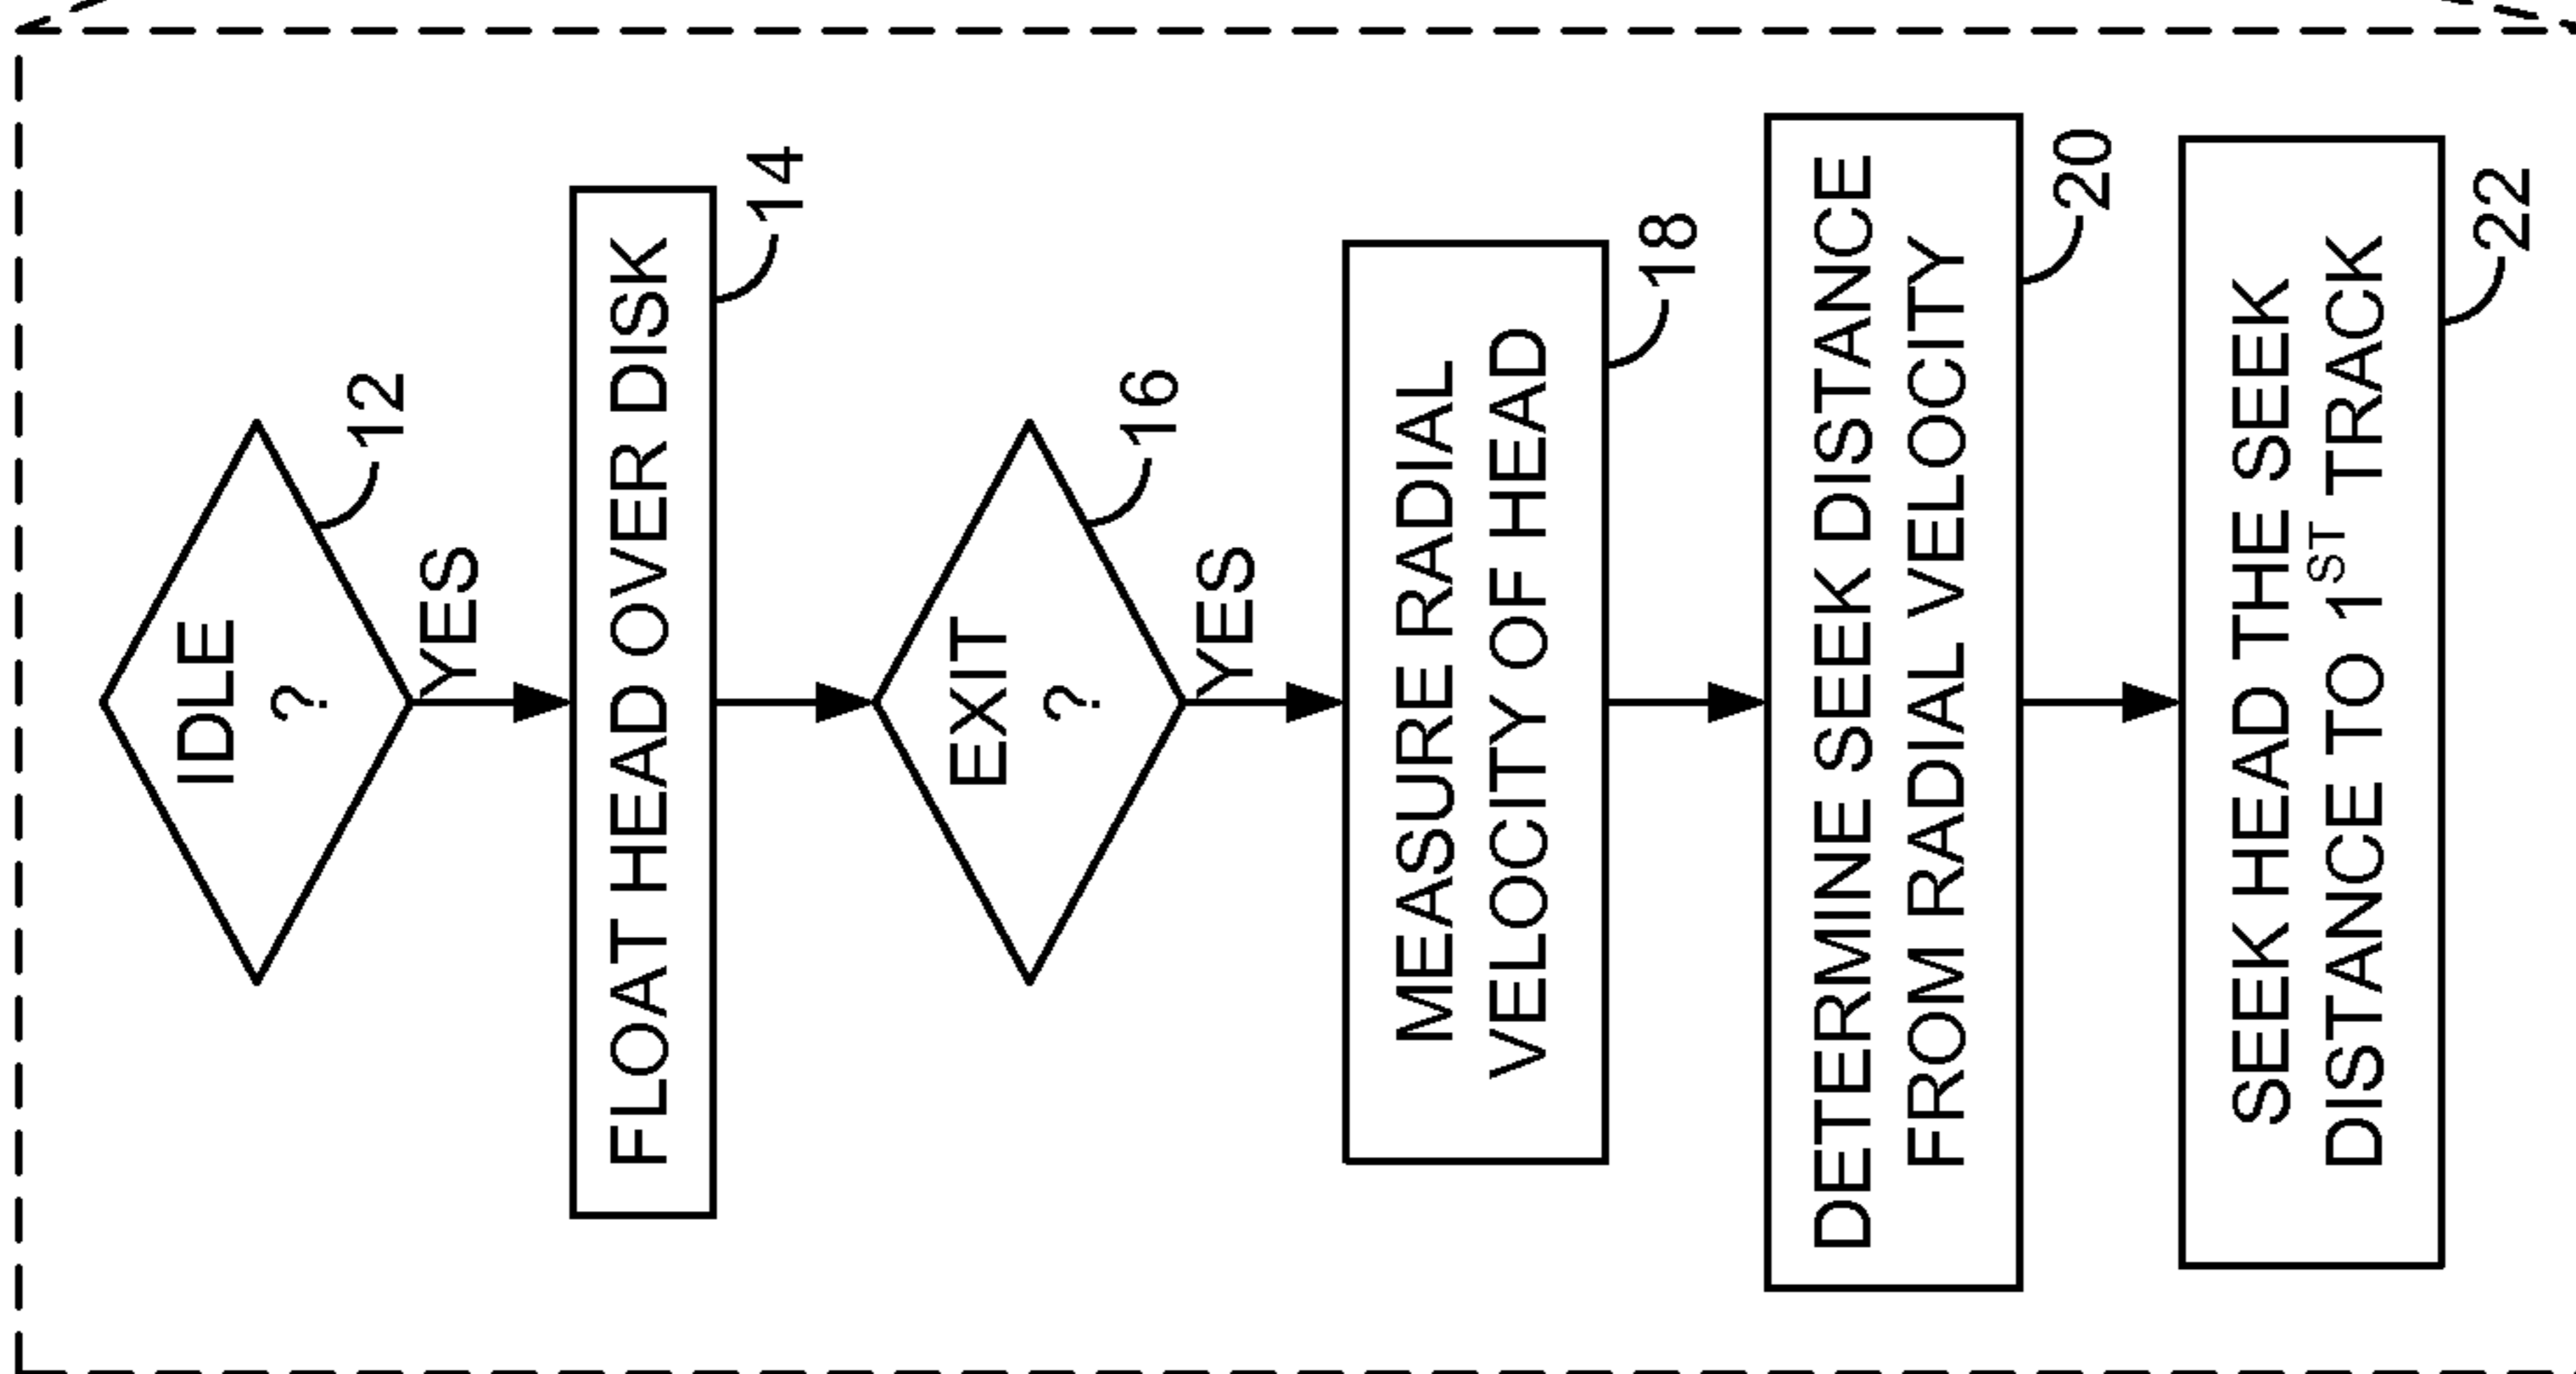 IDLE
?
12
YES
FLOAT HEAD OVER DISK
14
EXIT
?
16
YES
MEASURE RADIAL
VELOCITY OF HEAD
18
DETERMINE SEEK DISTANCE
FROM RADIAL VELOCITY
20
SEEK HEAD THE SEEK
DISTANCE TO 1ST TRACK
22